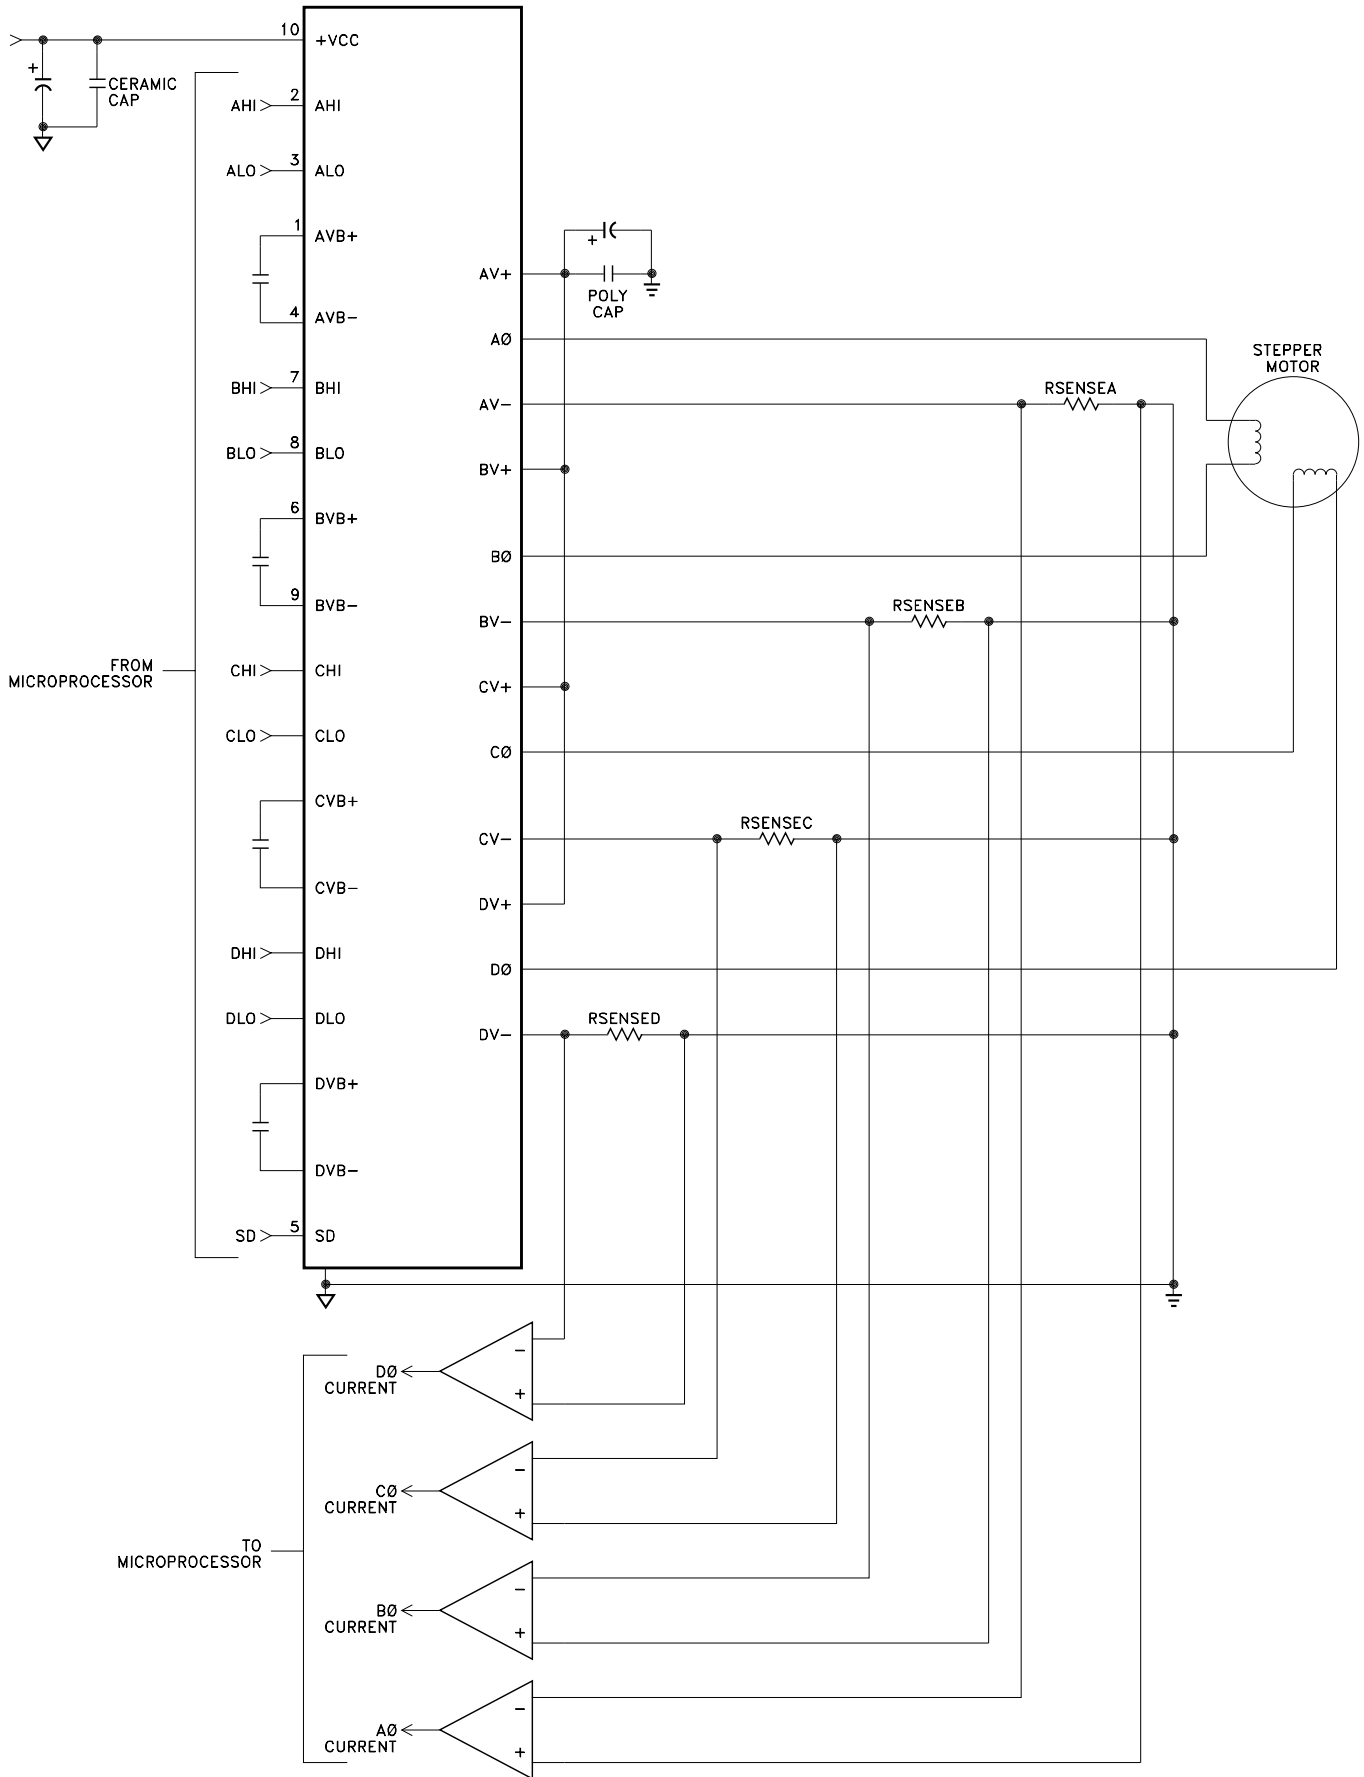 10
+VCC
+
CERAMIC
CAP
2
AHI
AHI
3
ALO
ALO
1
AVB+
+
AV+
POLY
CAP
4
AVB-
AØ
STEPPER
MOTOR
7
BHI
BHI
AV-
RSENSEA
8
BLO
BLO
BV+
6
BVB+
BØ
9
BVB-
BV-
RSENSEB
FROM
MICROPROCESSOR
CHI
CHI
CV+
CLO
CLO
CØ
CVB+
CV-
RSENSEC
CVB-
DV+
DHI
DHI
DØ
DLO
DLO
DV-
RSENSED
DVB+
DVB-
5
SD
SD
-
DØ
CURRENT
+
-
CØ
CURRENT
+
TO
MICROPROCESSOR
-
BØ
CURRENT
+
-
AØ
CURRENT
+